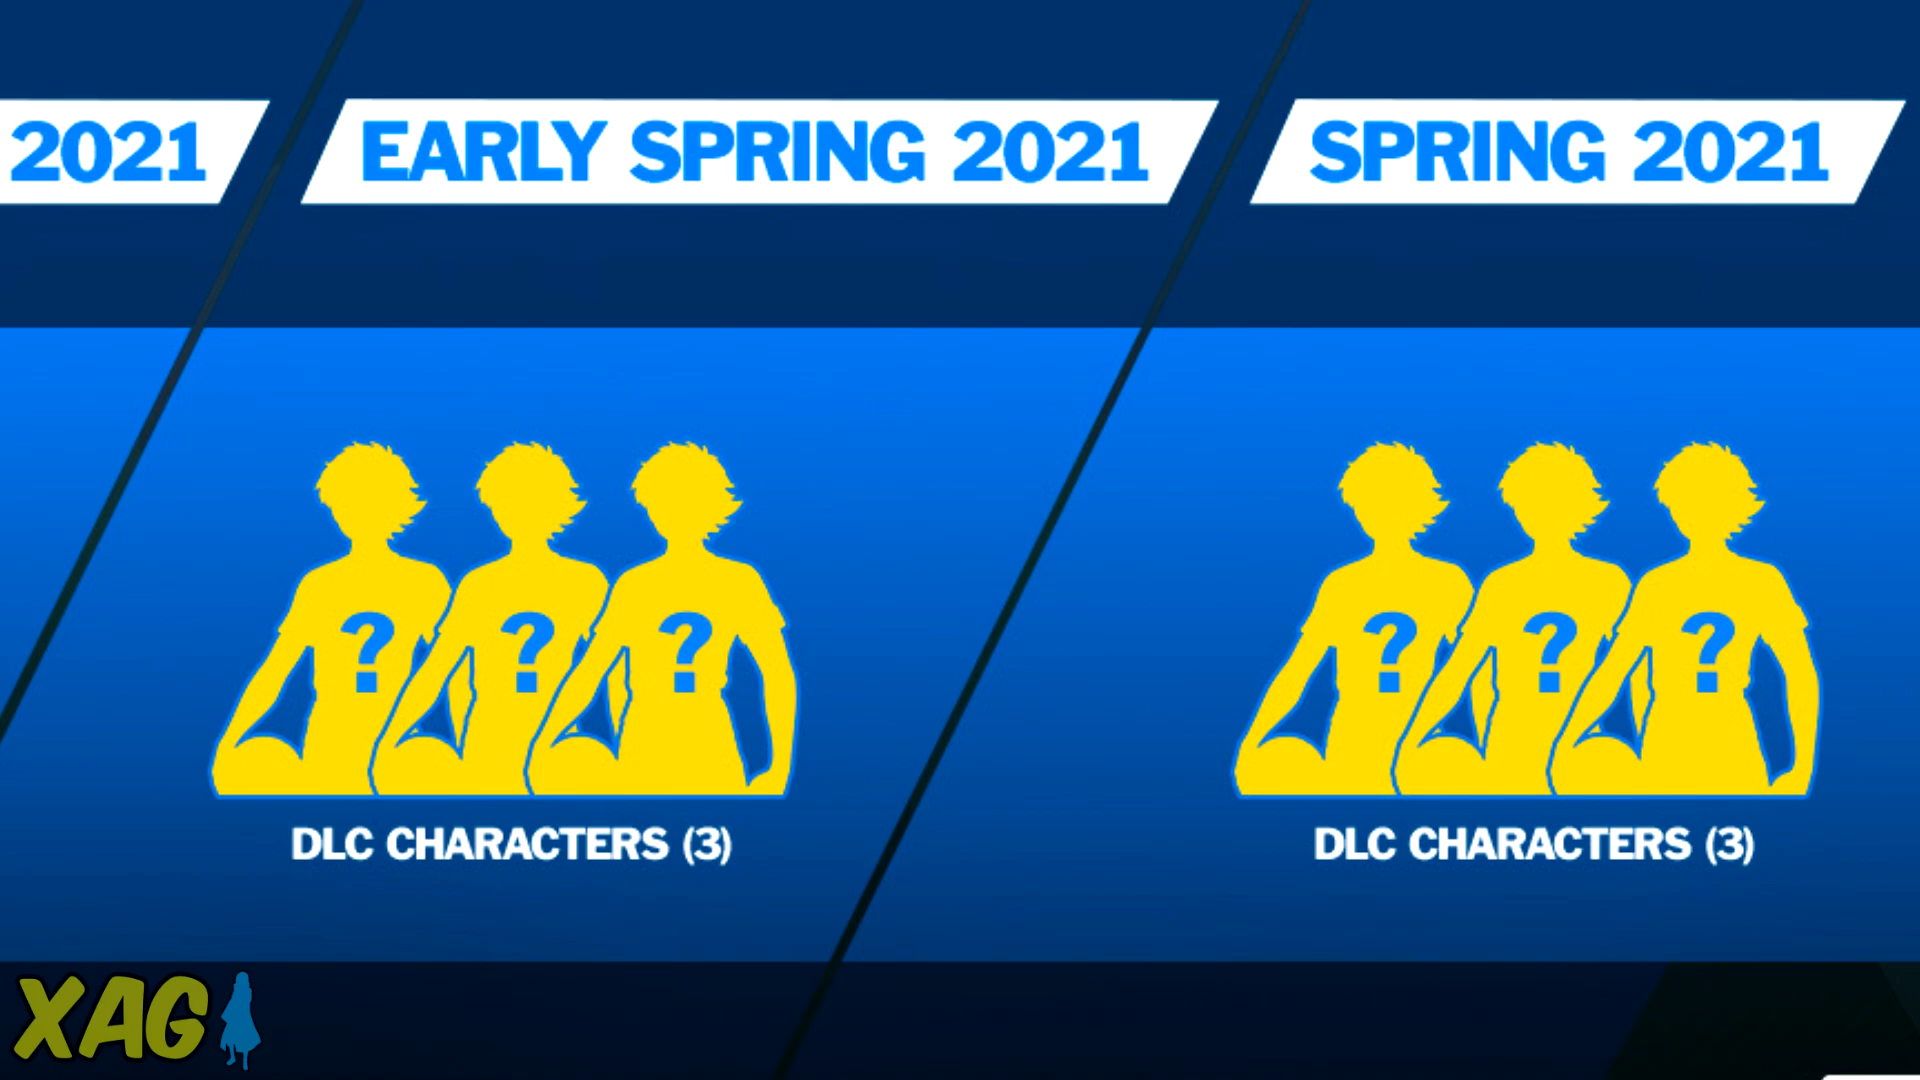 2021
EARLY SPRING 2021
SPRING 2021
? ? ?
? ? ?
DLC CHARACTERS (3)
DLC CHARACTERS (3)
XAG